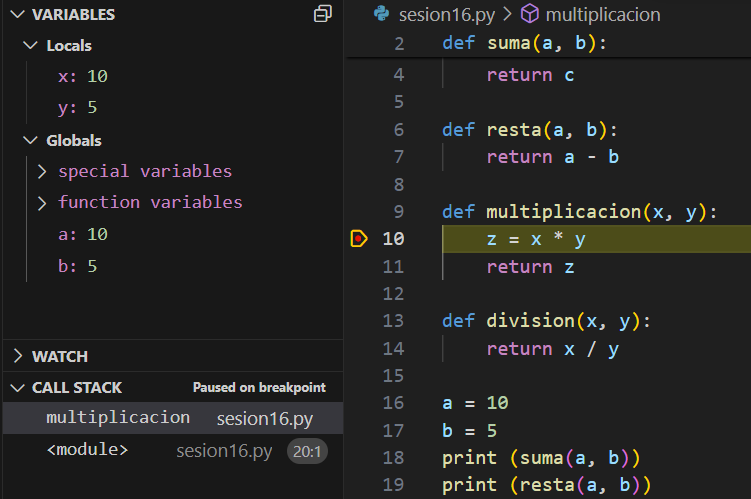 VARIABLES
Locals
x: 10
y: 5
Globals
special variables
function variables
a: 10
b: 5
WATCH
CALL STACK Paused on breakpoint
multiplicacion sesion16.py
<module> sesion16.py 20:1
sesion16.py > multiplicacion
2 def suma(a, b):
4 return c
5
6 def resta(a, b):
7 return a - b
8
9 def multiplicacion(x, y):
10 z = x * y
11 return z
12
13 def division(x, y):
14 return x / y
15
16 a = 10
17 b = 5
18 print (suma(a, b))
19 print (resta(a, b))